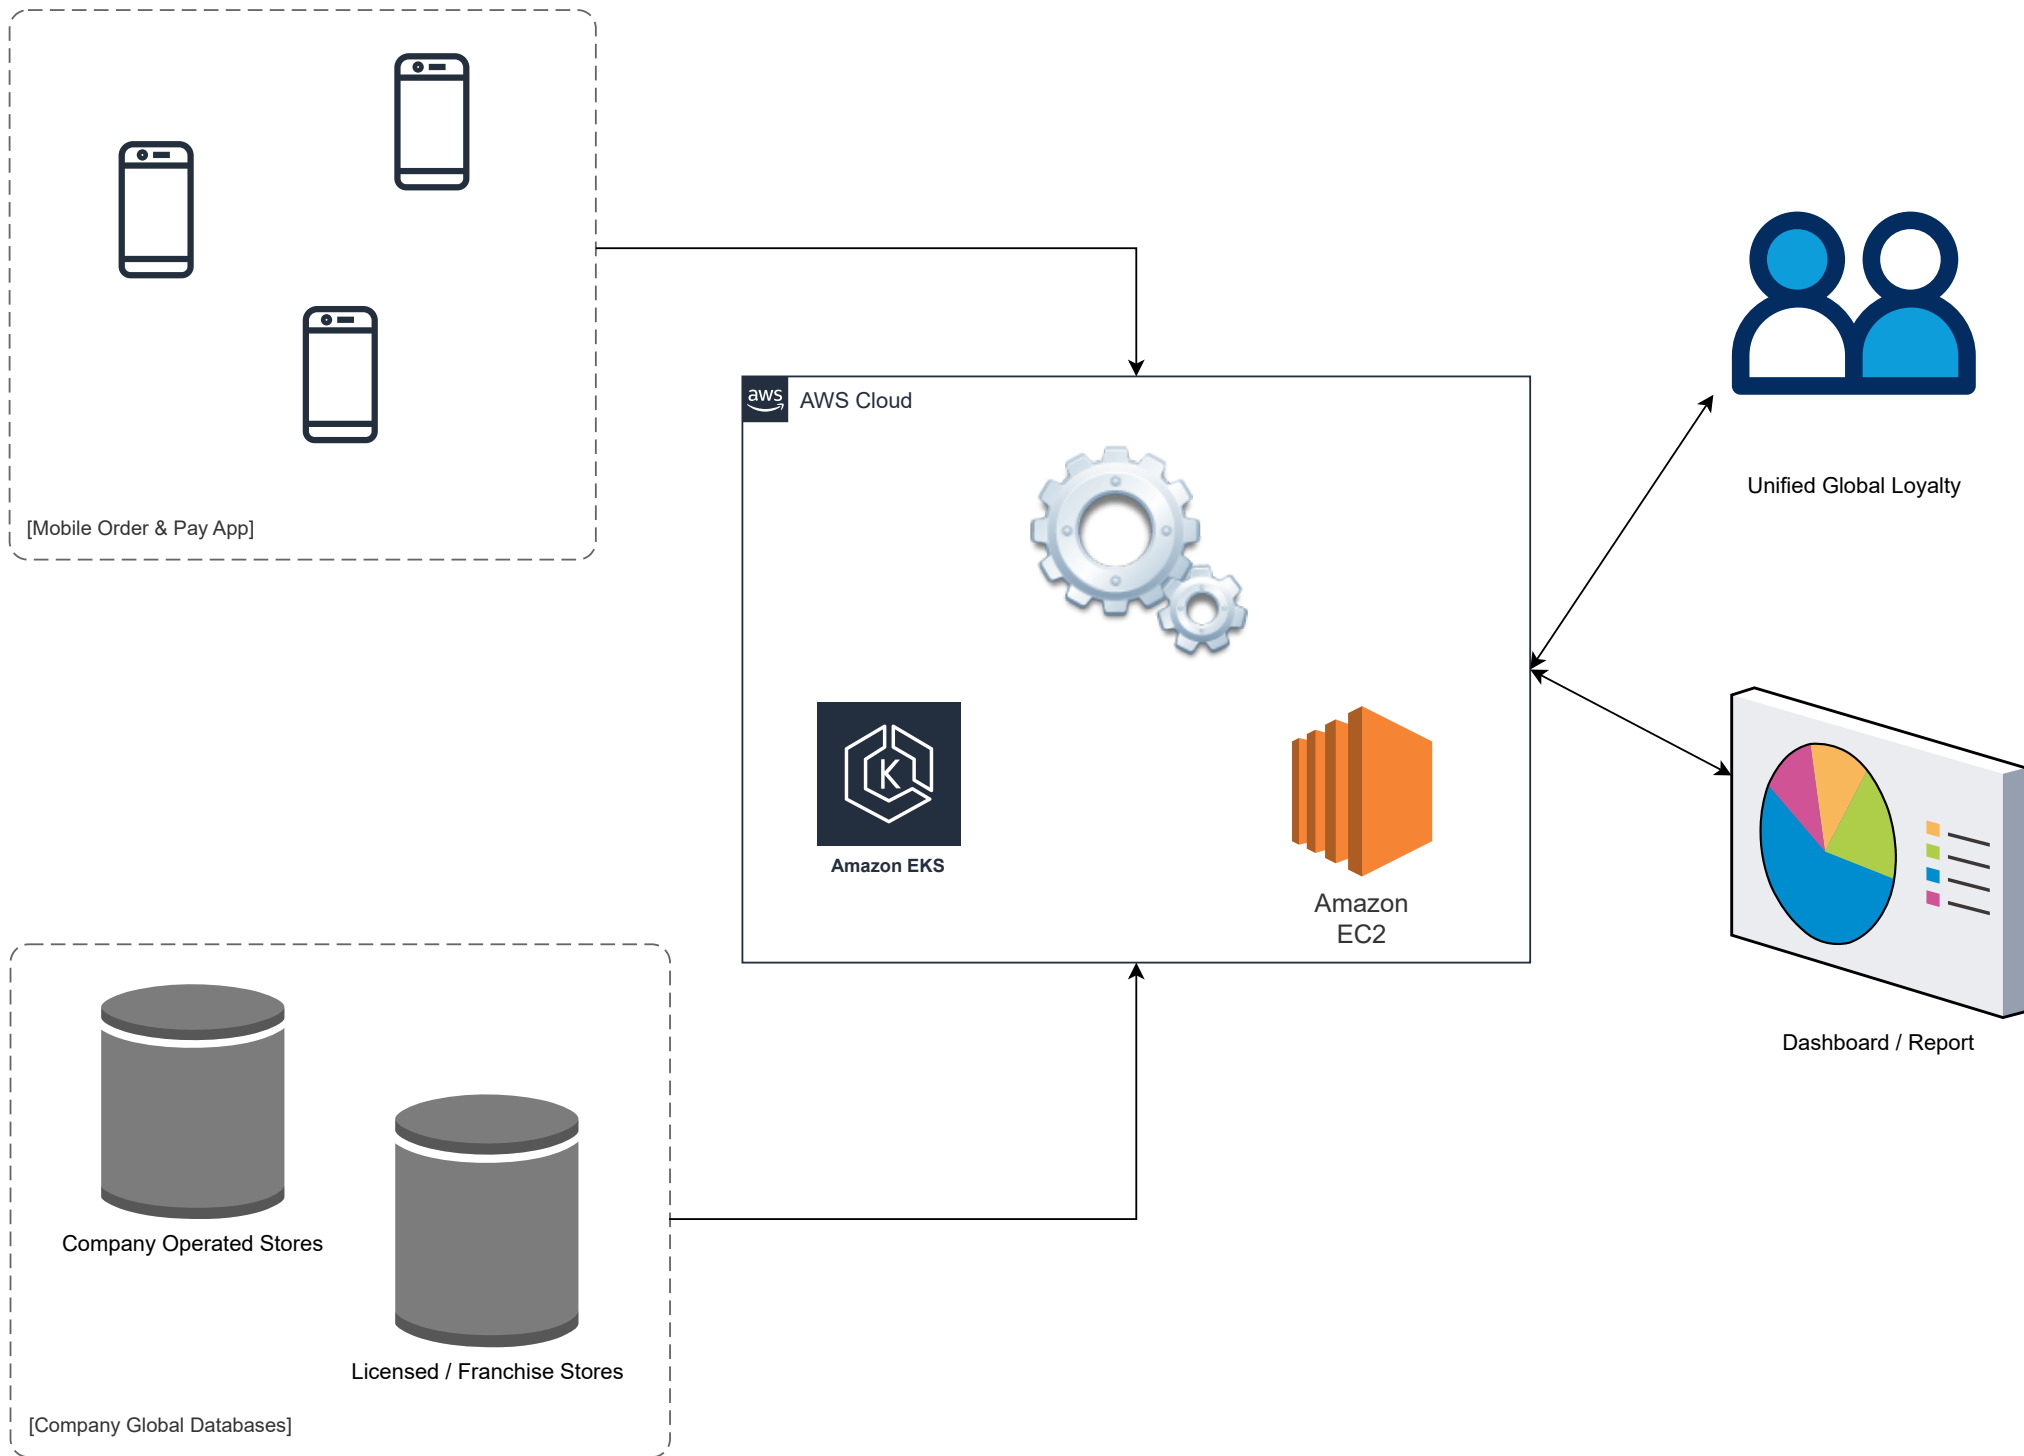 [Mobile Order & Pay App]
aws
AWS Cloud
Unified Global Loyalty
K
Amazon EKS
Amazon
EC2
Dashboard / Report
Company Operated Stores
Licensed / Franchise Stores
[Company Global Databases]